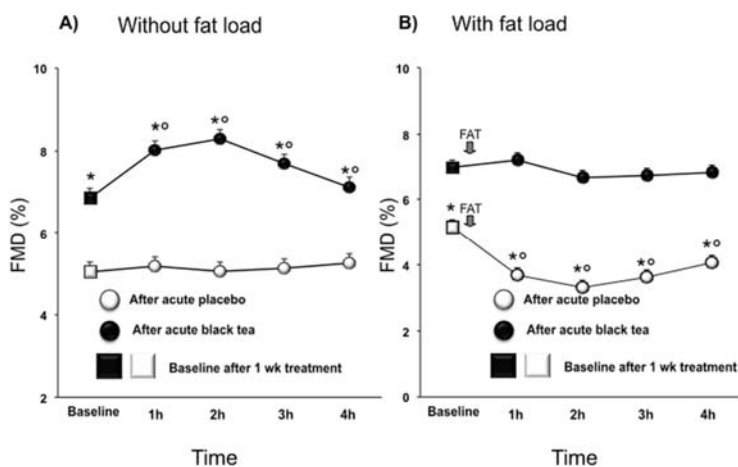 A) Without fat load
10
8
6
4
2
FMD (%)
*
*°
*°
*°
*°
After acute placebo
After acute black tea
Baseline after 1 wk treatment
Baseline 1h 2h 3h 4h
Time
B) With fat load
10
8
6
4
2
0
FMD (%)
FAT
* FAT
*°
*°
*°
*°
After acute placebo
After acute black tea
Baseline after 1 wk treatment
Baseline 1h 2h 3h 4h
Time